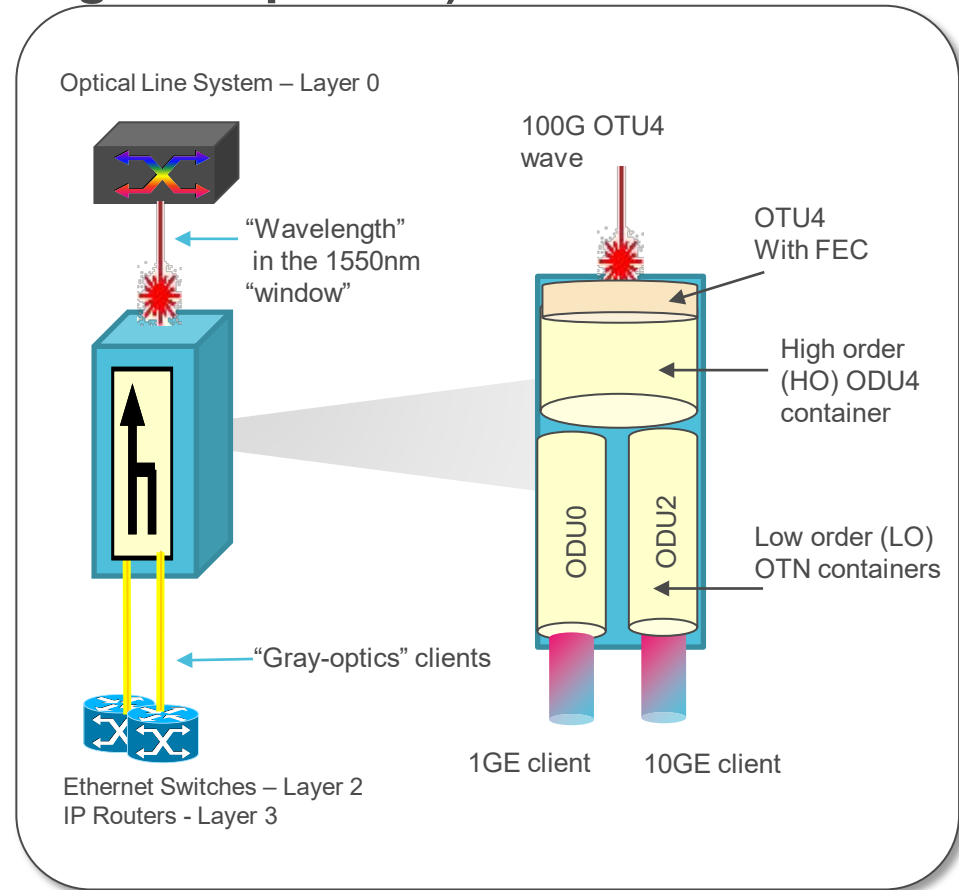 Optical Line System – Layer 0
“Wavelength”
in the 1550nm
“window”
“Gray-optics” clients
Ethernet Switches – Layer 2
IP Routers - Layer 3
100G OTU4
wave
OTU4
With FEC
High order
(HO) ODU4
container
ODU0
ODU2
Low order (LO)
OTN containers
1GE client
10GE client